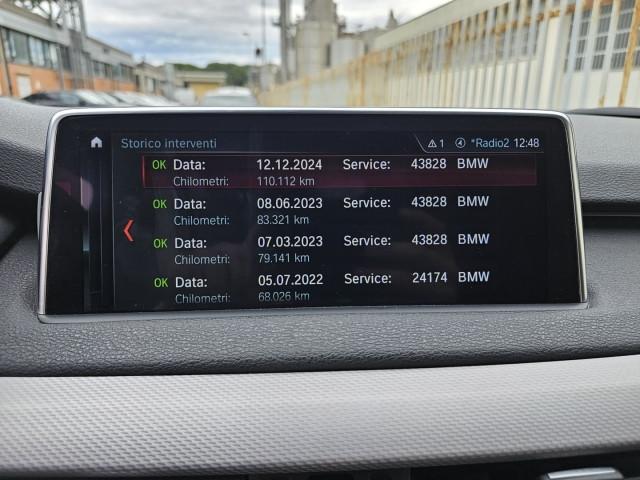 Storico interventi 1 *Radio2 12:48
OK Data: 12.12.2024 Service: 43828 BMW
Chilometri: 110.112 km
OK Data: 08.06.2023 Service: 43828 BMW
Chilometri: 83.321 km
OK Data: 07.03.2023 Service: 43828 BMW
Chilometri: 79.141 km
OK Data: 05.07.2022 Service: 24174 BMW
Chilometri: 68.026 km